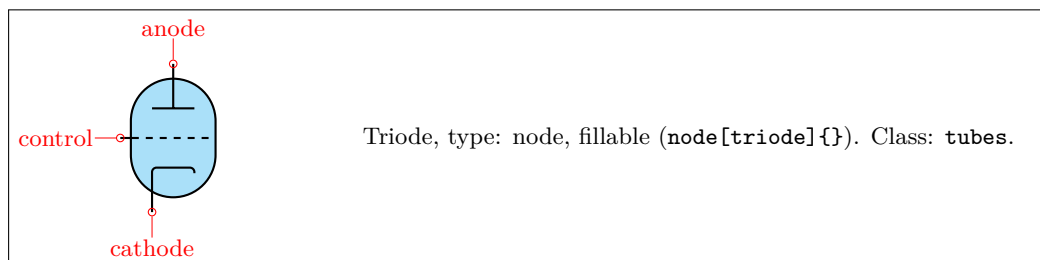 anode
control
cathode
Triode, type: node, fillable (node[triode]{}). Class: tubes.